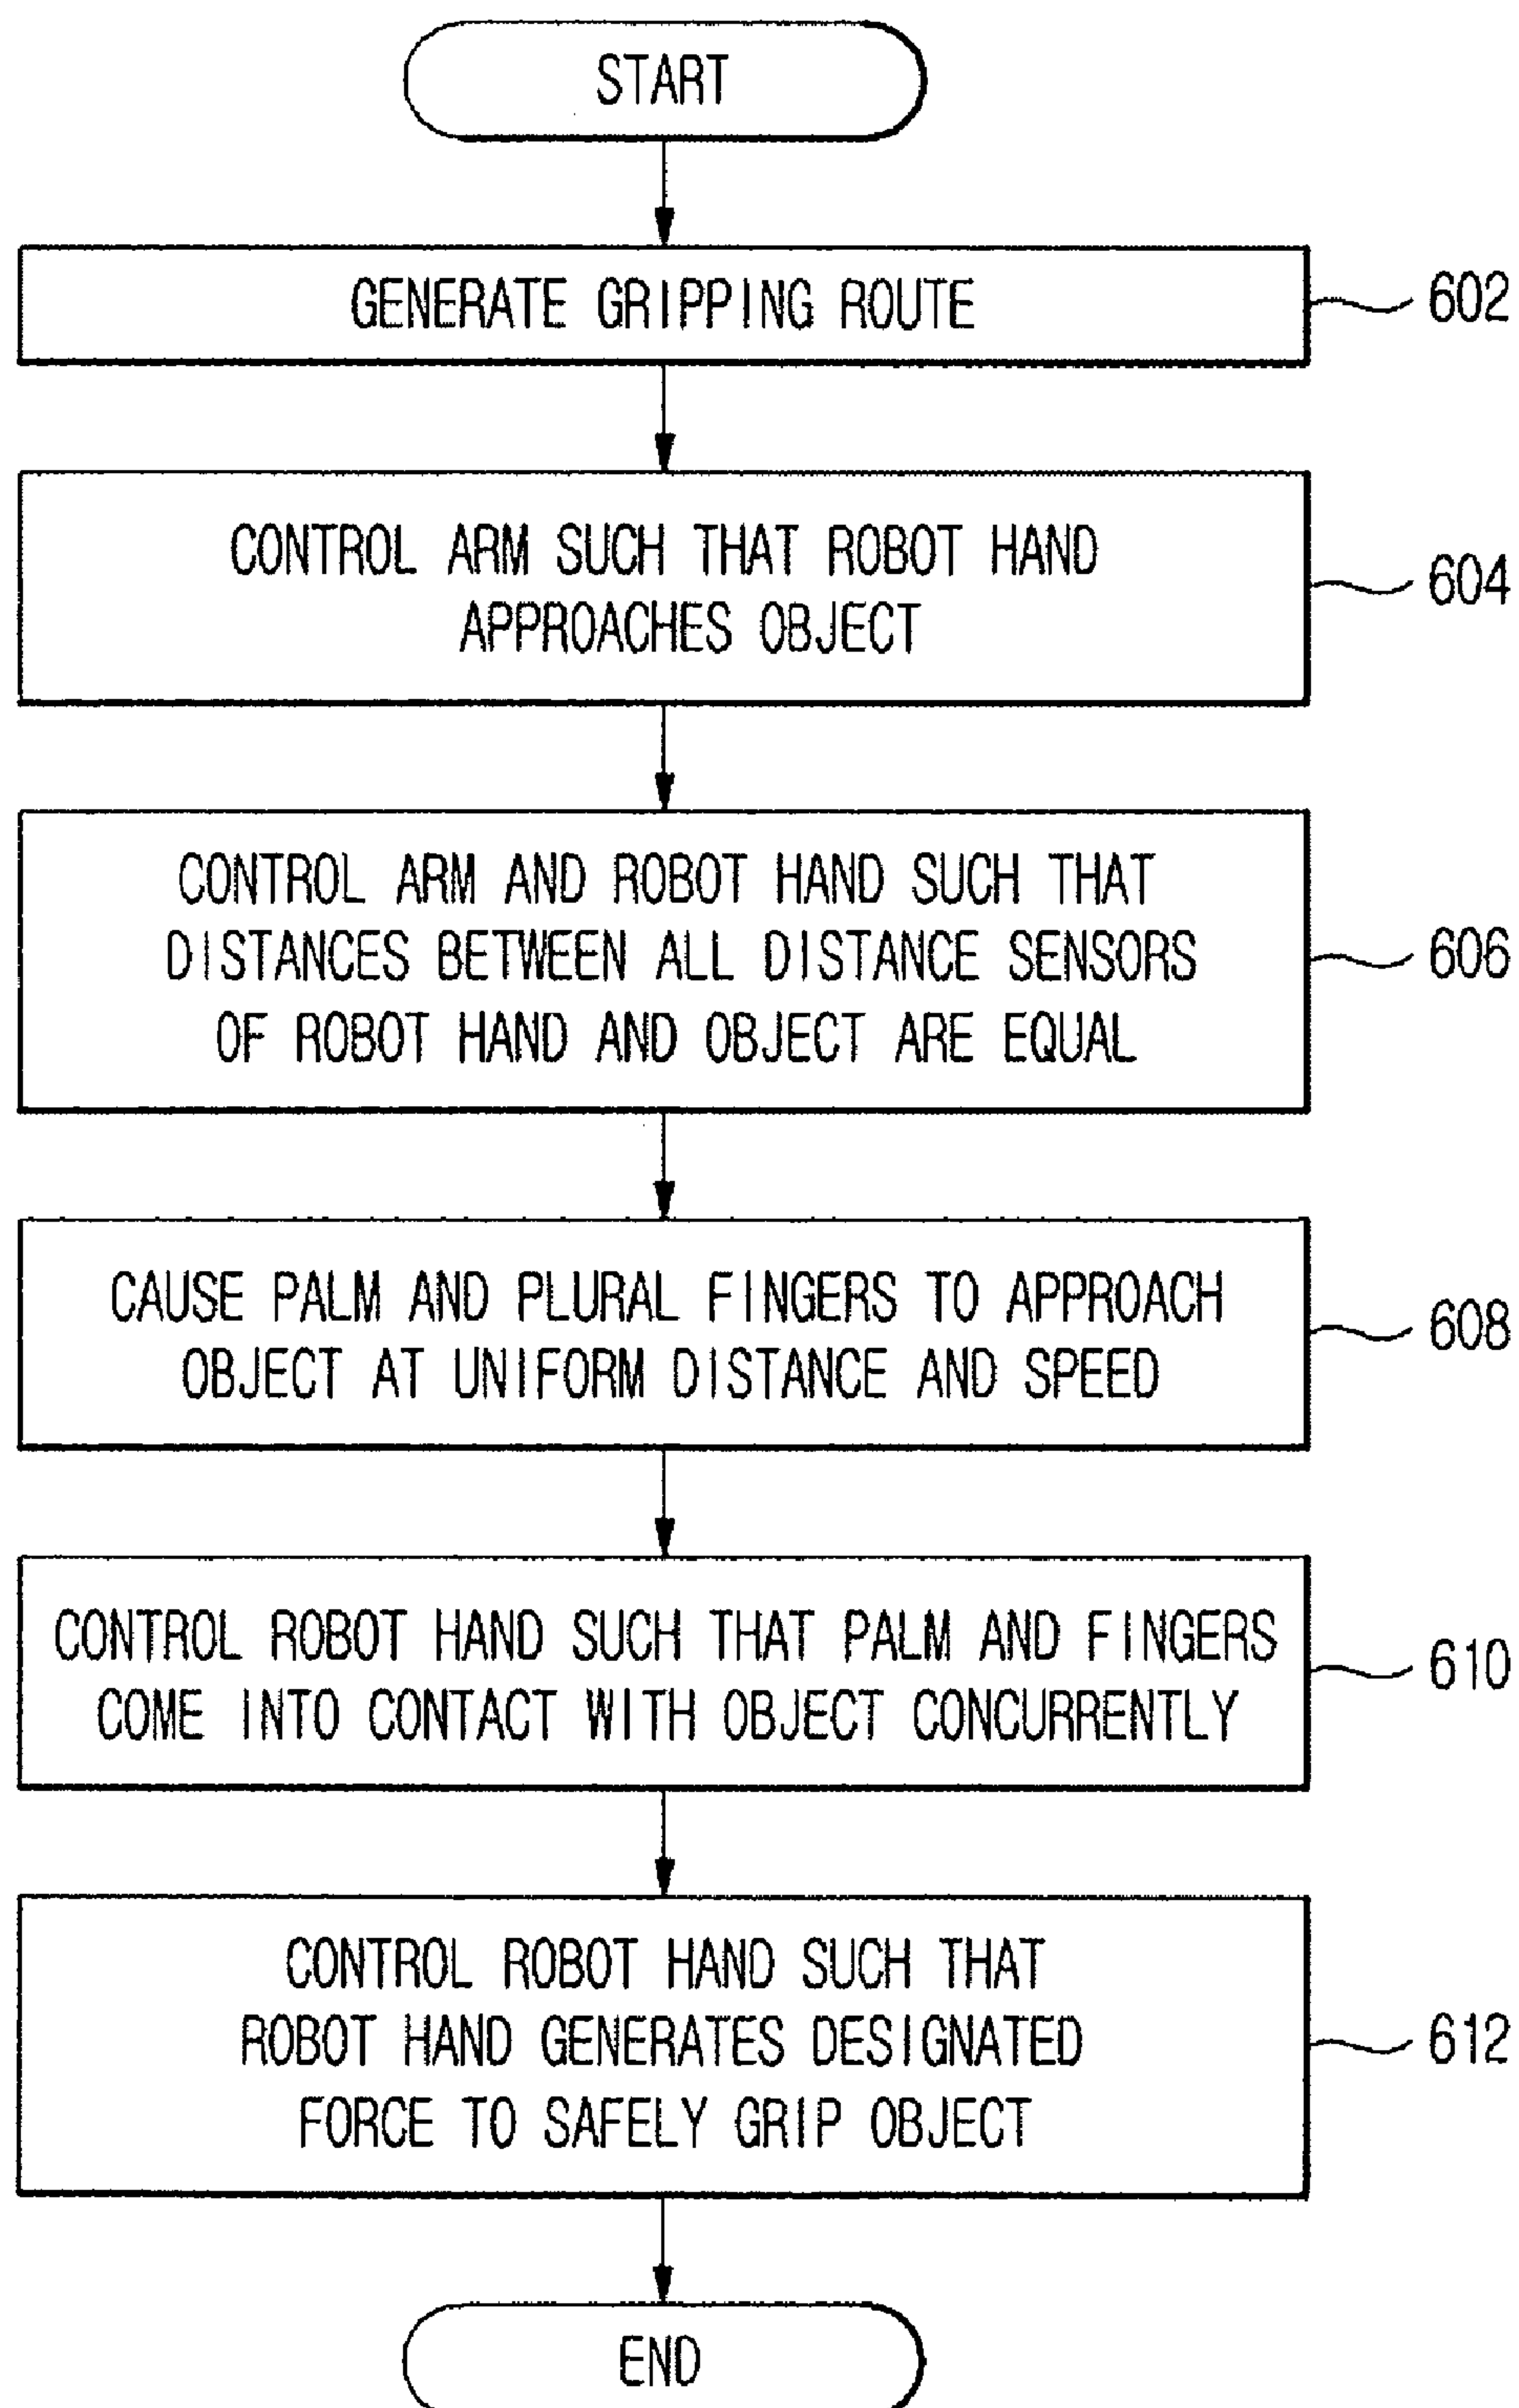 START
GENERATE GRIPPING ROUTE
602
CONTROL ARM SUCH THAT ROBOT HAND
APPROACHES OBJECT
604
CONTROL ARM AND ROBOT HAND SUCH THAT
DISTANCES BETWEEN ALL DISTANCE SENSORS
OF ROBOT HAND AND OBJECT ARE EQUAL
606
CAUSE PALM AND PLURAL FINGERS TO APPROACH
OBJECT AT UNIFORM DISTANCE AND SPEED
608
CONTROL ROBOT HAND SUCH THAT PALM AND FINGERS
COME INTO CONTACT WITH OBJECT CONCURRENTLY
610
CONTROL ROBOT HAND SUCH THAT
ROBOT HAND GENERATES DESIGNATED
FORCE TO SAFELY GRIP OBJECT
612
END